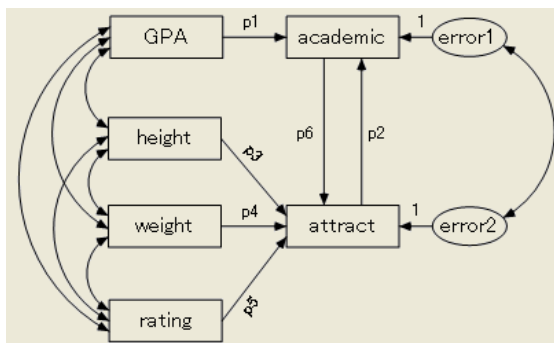 GPA
p1
academic
1
error1
height
p3
p6
p2
weight
p4
attract
1
error2
p5
rating